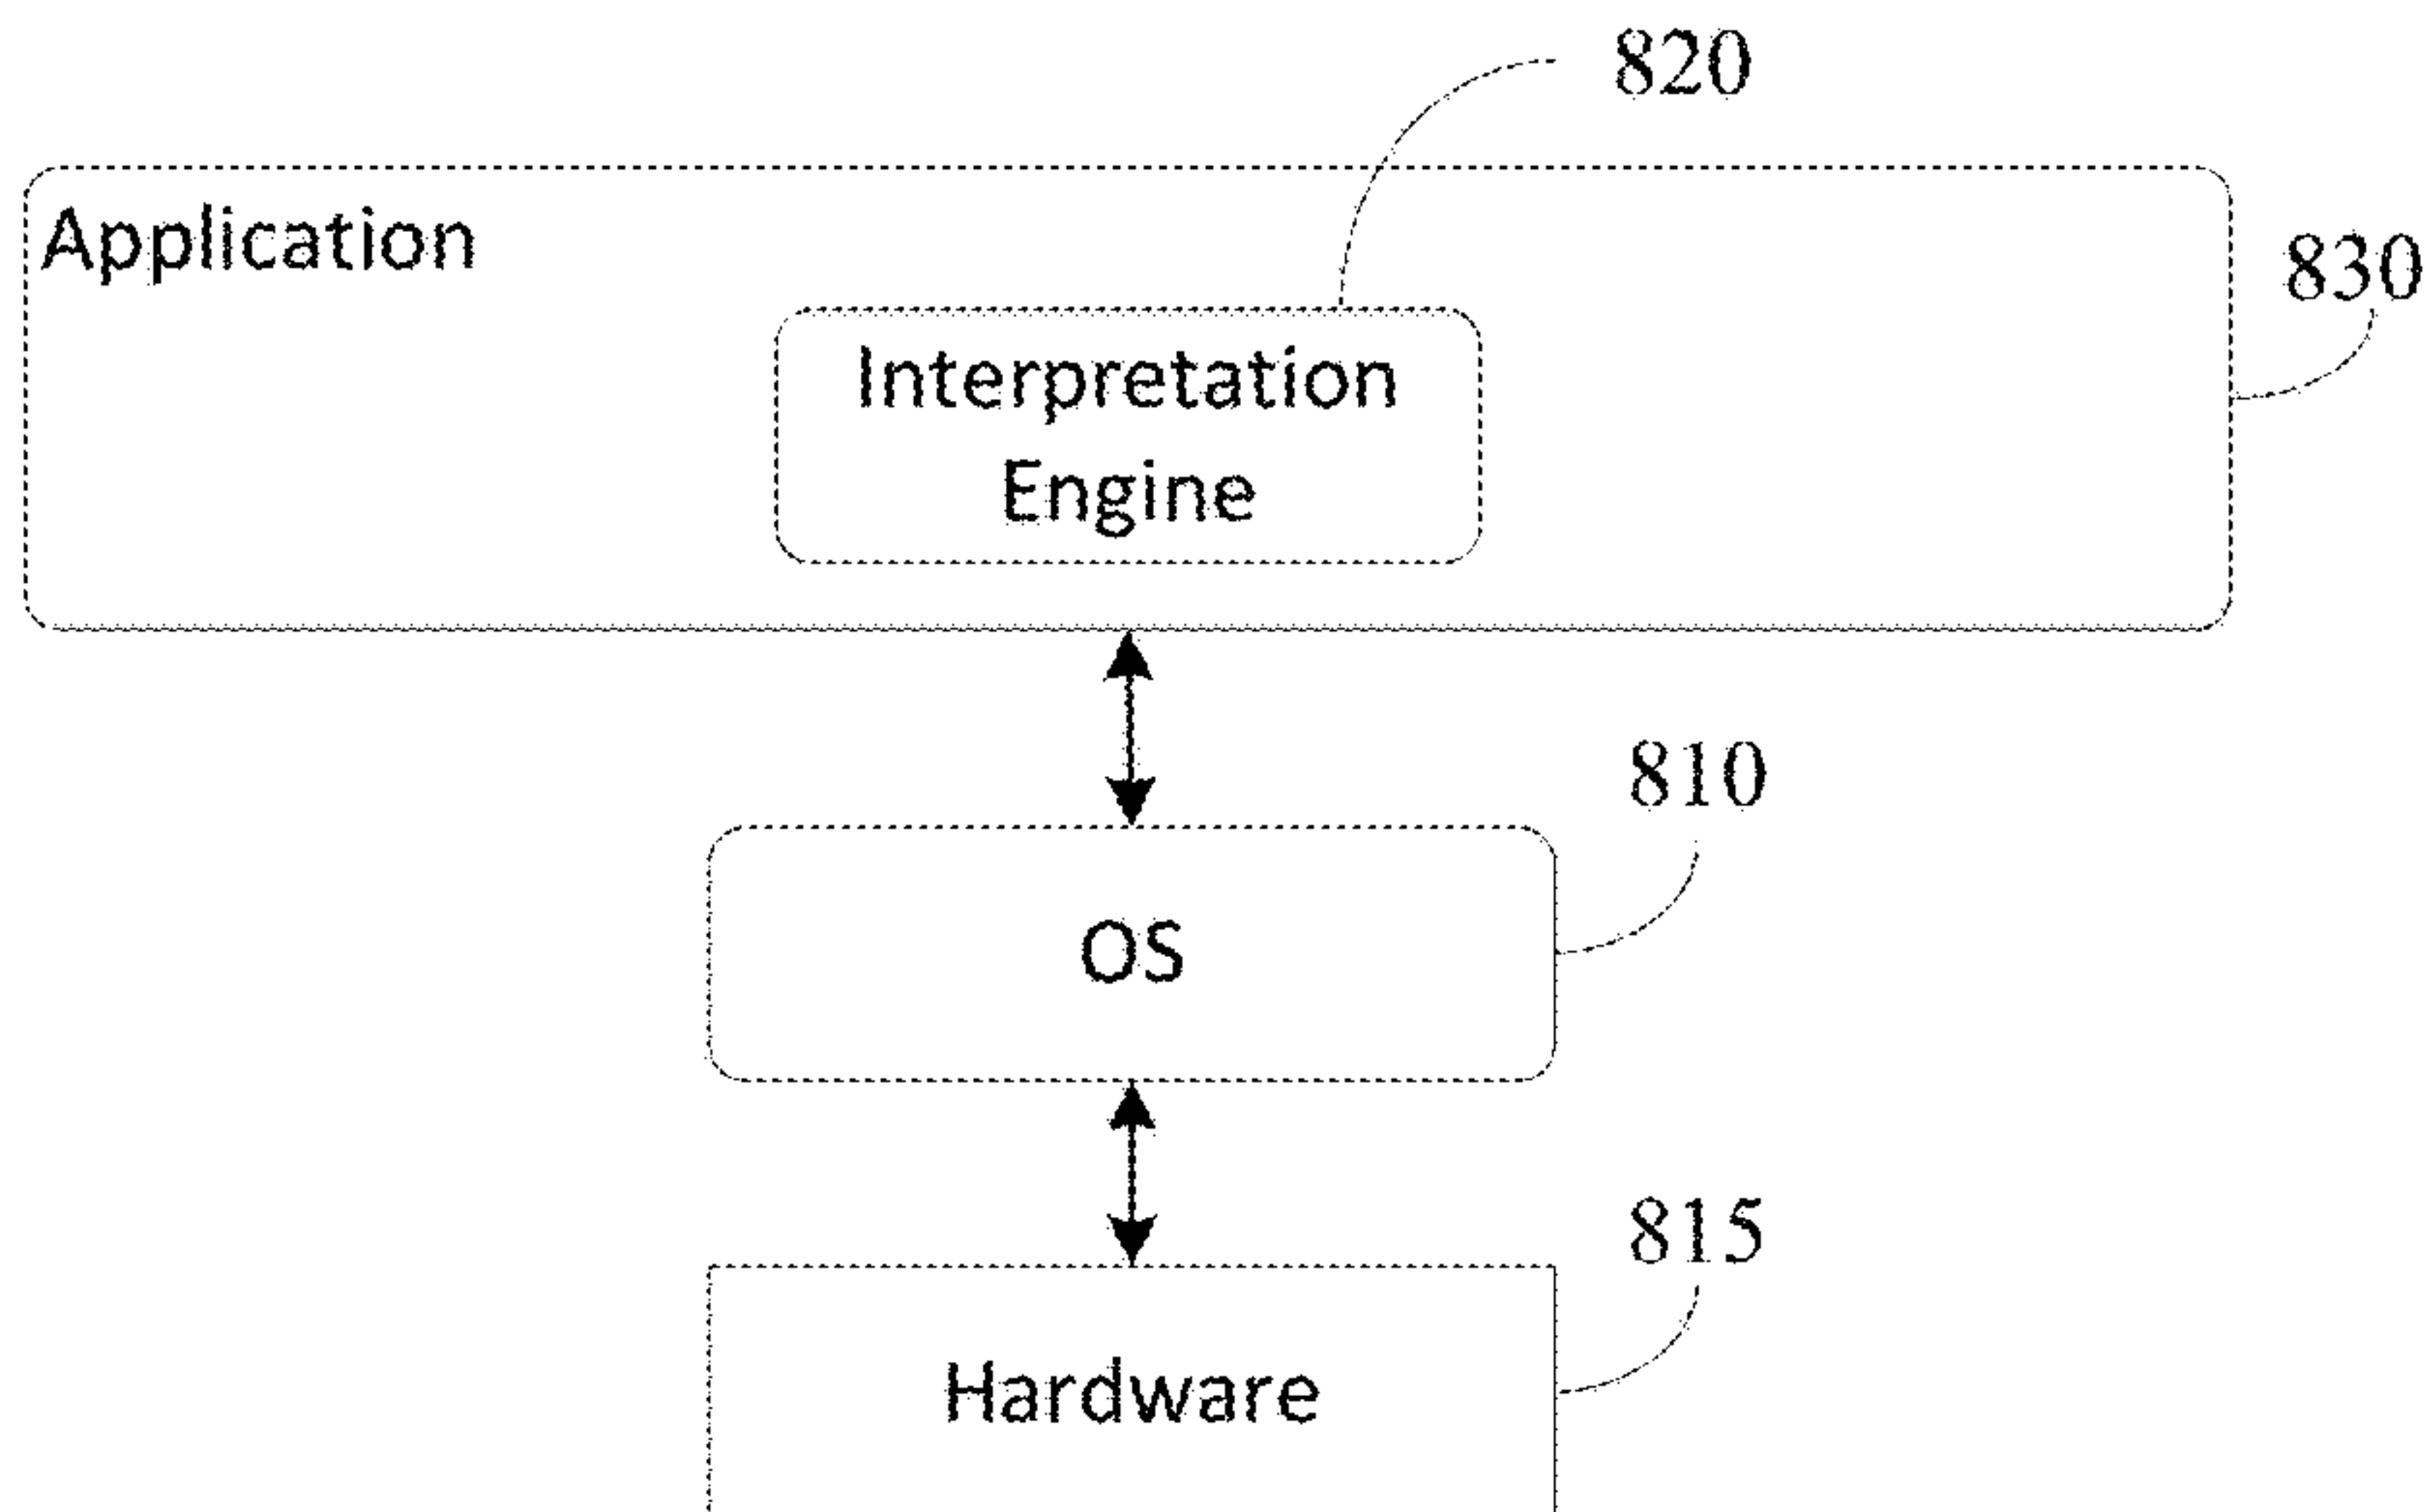 820
Application
830
Interpretation
Engine
810
OS
815
Hardware